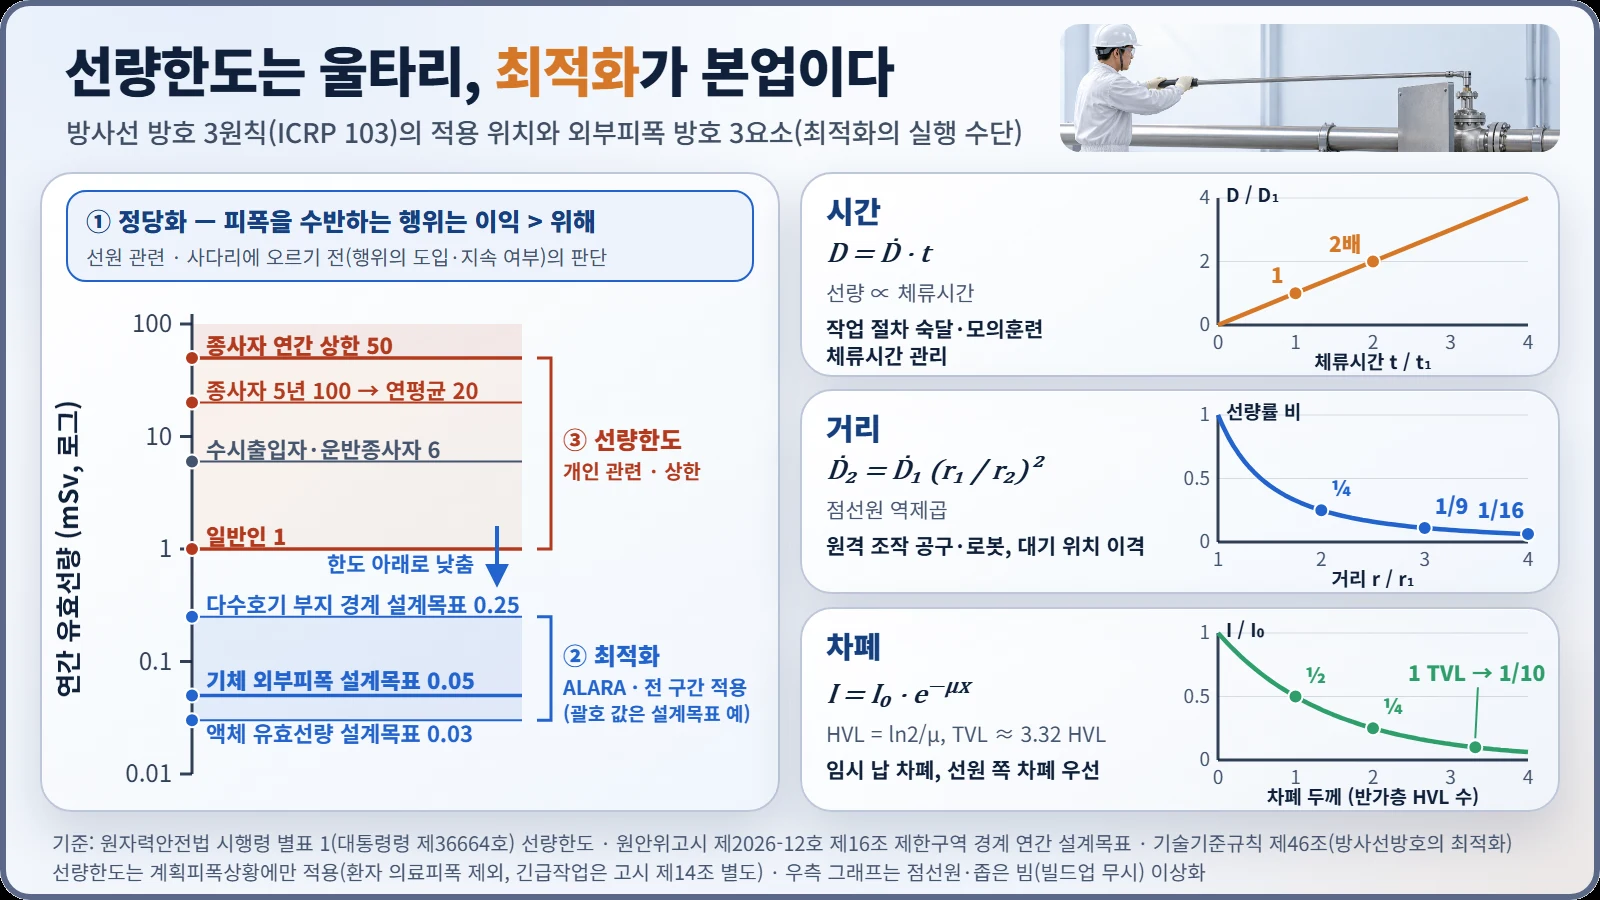 선량한도는 울타리, 최적화가 본업이다
방사선 방호 3원칙(ICRP 103)의 적용 위치와 외부피폭 방호 3요소(최적화의 실행 수단)
① 정당화 — 피폭을 수반하는 행위는 이익 > 위해
선원 관련 · 사다리에 오르기 전(행위의 도입·지속 여부)의 판단
연간 유효선량 (mSv, 로그)
100
10
1
0.1
0.01
종사자 연간 상한 50
종사자 5년 100 → 연평균 20
수시출입자·운반종사자 6
일반인 1
한도 아래로 낮춤
다수호기 부지 경계 설계목표 0.25
기체 외부피폭 설계목표 0.05
액체 유효선량 설계목표 0.03
③ 선량한도
개인 관련 · 상한
② 최적화
ALARA · 전 구간 적용
(괄호 값은 설계목표 예)
시간
D = Ḋ · t
선량 ∝ 체류시간
작업 절차 숙달·모의훈련
체류시간 관리
D / D₁
4
2
0
1
2배
0 1 2 3 4
체류시간 t / t₁
거리
Ḋ₂ = Ḋ₁ (r₁ / r₂)²
점선원 역제곱
원격 조작 공구·로봇, 대기 위치 이격
선량률 비
1
0.5
0
¼
1/9
1/16
1 2 3 4
거리 r / r₁
차폐
I = I₀ · e^−μx
HVL = ln2/μ, TVL ≈ 3.32 HVL
임시 납 차폐, 선원 쪽 차폐 우선
I / I₀
1
0.5
0
½
¼
1 TVL → 1/10
0 1 2 3 4
차폐 두께 (반가층 HVL 수)
기준: 원자력안전법 시행령 별표 1(대통령령 제36664호) 선량한도 · 원안위고시 제2026-12호 제16조 제한구역 경계 연간 설계목표 · 기술기준규칙 제46조(방사선방호의 최적화)
선량한도는 계획피폭상황에만 적용(환자 의료피폭 제외, 긴급작업은 고시 제14조 별도) · 우측 그래프는 점선원·좁은 빔(빌드업 무시) 이상화